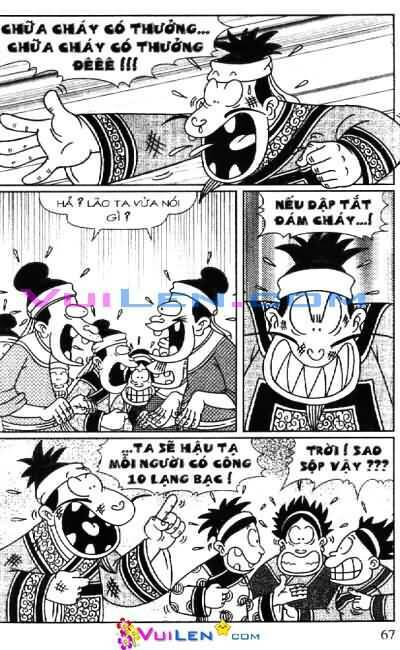 CHỮA CHÁY CÓ THƯỞNG...
CHỮA CHÁY CÓ THƯỞNG
ĐÊÊÊ !!!
HẢ ? LÃO TA VỪA NÓI
GÌ ?
NẾU DẬP TẮT
ĐÁM CHÁY...!
VUILEN.COM
...TA SẼ HẬU TẠ
MỖI NGƯỜI CÓ CÔNG
10 LẠNG BẠC !
TRỜI ! SAO
SỘP VẬY ???
67
VUILEN.COM